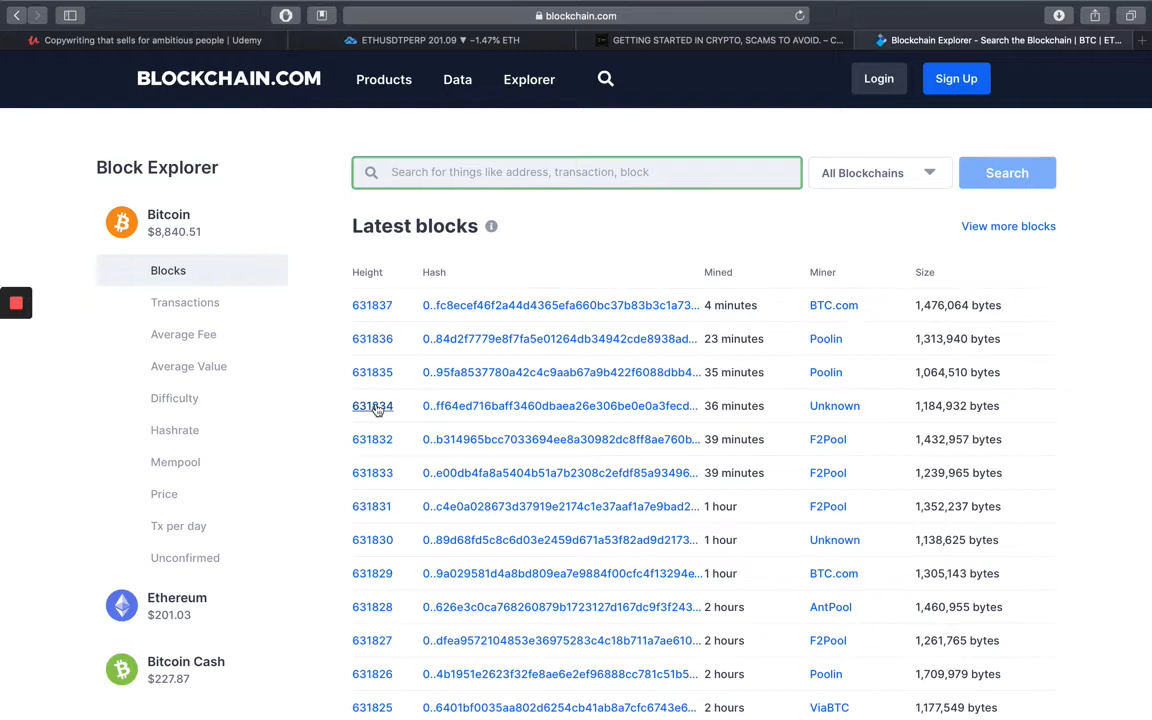 blockchain.com
Copywriting that sells for ambitious people | Udemy
ETHUSDTPERP 201.09 ▼ −1.47% ETH
GETTING STARTED IN CRYPTO, SCAMS TO AVOID. – C...
Blockchain Explorer - Search the Blockchain | BTC | ET...
BLOCKCHAIN.COM Products Data Explorer Login Sign Up
Block Explorer
Search for things like address, transaction, block
All Blockchains
Search
Bitcoin
$8,840.51
Blocks
Transactions
Average Fee
Average Value
Difficulty
Hashrate
Mempool
Price
Tx per day
Unconfirmed
Ethereum
$201.03
Bitcoin Cash
$227.87
Latest blocks
View more blocks
Height Hash Mined Miner Size
631837 0..fc8ecef46f2a44d4365efa660bc37b83b3c1a73... 4 minutes BTC.com 1,476,064 bytes
631836 0..84d2f7779e8f7fa5e01264db34942cde8938ad... 23 minutes Poolin 1,313,940 bytes
631835 0..95fa8537780a42c4c9aab67a9b422f6088dbb4... 35 minutes Poolin 1,064,510 bytes
631834 0..ff64ed716baff3460dbaea26e306be0e0a3fecd... 36 minutes Unknown 1,184,932 bytes
631832 0..b314965bcc7033694ee8a30982dc8ff8ae760b... 39 minutes F2Pool 1,432,957 bytes
631833 0..e00db4fa8a5404b51a7b2308c2efdf85a93496... 39 minutes F2Pool 1,239,965 bytes
631831 0..c4e0a028673d37919e2174c1e37aaf1a7e9bad2... 1 hour F2Pool 1,352,237 bytes
631830 0..89d68fd5c8c6d03e2459d671a53f82ad9d2173... 1 hour Unknown 1,138,625 bytes
631829 0..9a029581d4a8bd809ea7e9884f00cfc4f13294e... 1 hour BTC.com 1,305,143 bytes
631828 0..626e3c0ca768260879b1723127d167dc9f3f243... 2 hours AntPool 1,460,955 bytes
631827 0..dfea9572104853e36975283c4c18b711a7ae610... 2 hours F2Pool 1,261,765 bytes
631826 0..4b1951e2623f32fe8ae6e2ef96888cc781c51b5... 2 hours Poolin 1,709,979 bytes
631825 0..6401bf0035aa802d6254cb41ab8a7cfc6743e6... 2 hours ViaBTC 1,177,549 bytes